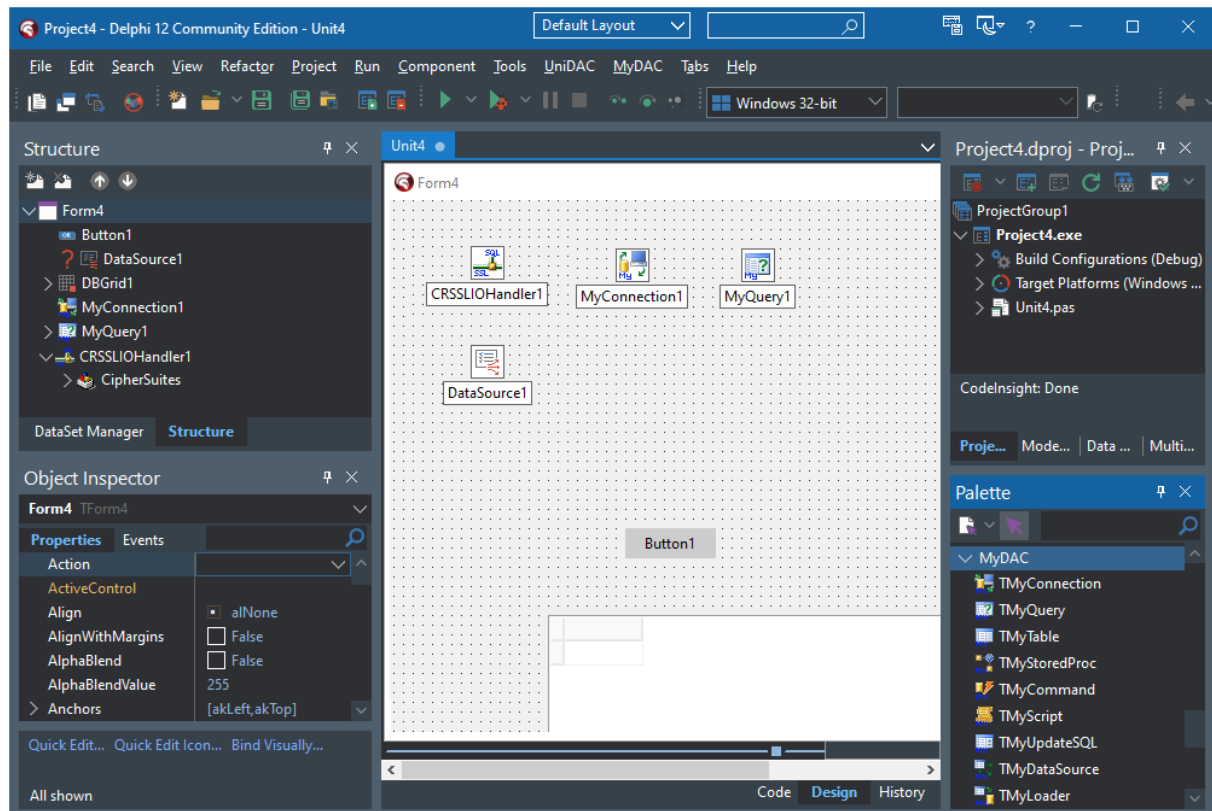 Project4 - Delphi 12 Community Edition - Unit4
Default Layout
?
File Edit Search View Refactor Project Run Component Tools UniDAC MyDAC Tabs Help
Windows 32-bit
Structure
Form4
Button1
DataSource1
DBGrid1
MyConnection1
MyQuery1
CRSSLIOHandler1
CipherSuites
DataSet Manager Structure
Object Inspector
Form4 TForm4
Properties Events
Action
ActiveControl
Align alNone
AlignWithMargins False
AlphaBlend False
AlphaBlendValue 255
Anchors [akLeft,akTop]
Quick Edit... Quick Edit Icon... Bind Visually...
All shown
Unit4
Form4
SQL
SSL
My
My
CRSSLIOHandler1 MyConnection1 MyQuery1
DataSource1
Button1
Code Design History
Project4.dproj - Proj...
ProjectGroup1
Project4.exe
Build Configurations (Debug)
Target Platforms (Windows ...
Unit4.pas
CodeInsight: Done
Proje... Mode... Data ... Multi...
Palette
MyDAC
TMyConnection
TMyQuery
TMyTable
TMyStoredProc
TMyCommand
TMyScript
TMyUpdateSQL
TMyDataSource
TMyLoader